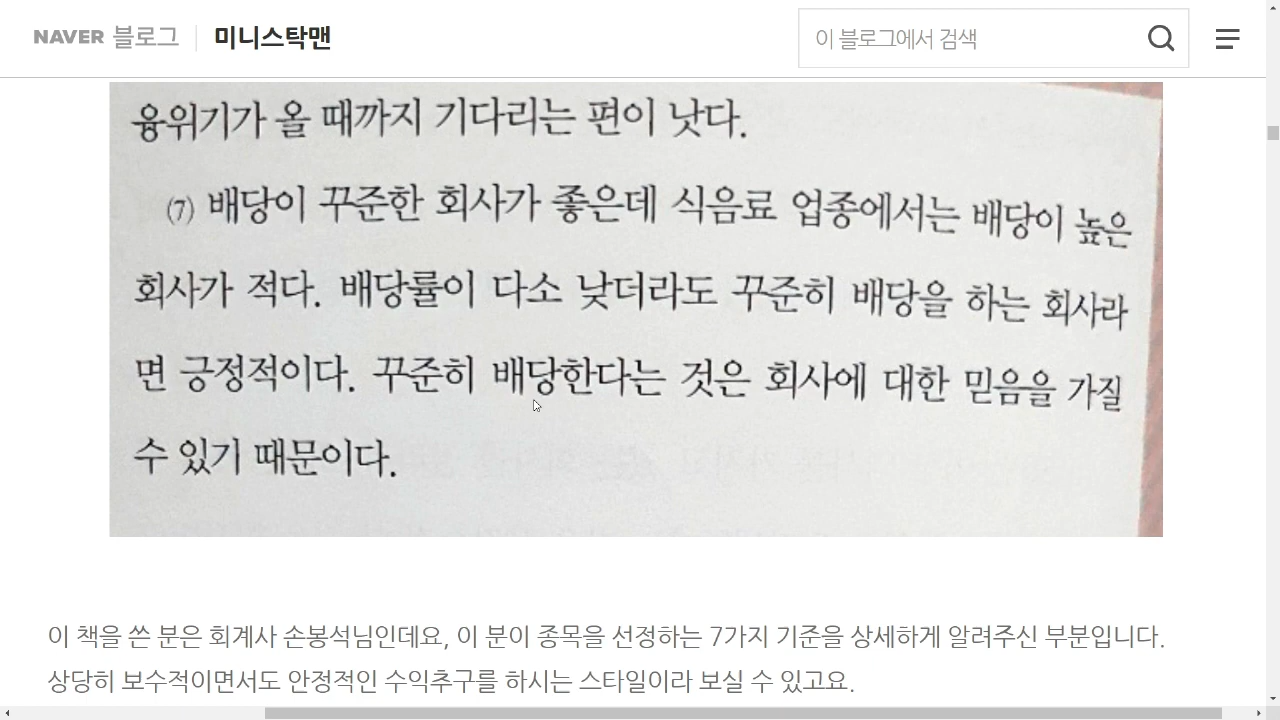 NAVER 블로그 미니스탁맨
이 블로그에서 검색
융위기가 올 때까지 기다리는 편이 낫다.
(7) 배당이 꾸준한 회사가 좋은데 식음료 업종에서는 배당이 높은
회사가 적다. 배당률이 다소 낮더라도 꾸준히 배당을 하는 회사라
면 긍정적이다. 꾸준히 배당한다는 것은 회사에 대한 믿음을 가질
수 있기 때문이다.
이 책을 쓴 분은 회계사 손봉석님인데요, 이 분이 종목을 선정하는 7가지 기준을 상세하게 알려주신 부분입니다.
상당히 보수적이면서도 안정적인 수익추구를 하시는 스타일이라 보실 수 있고요.